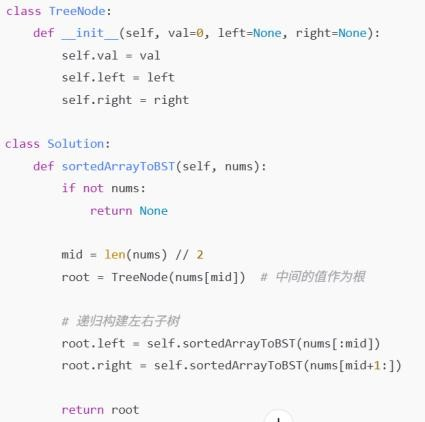 class TreeNode:
    def __init__(self, val=0, left=None, right=None):
        self.val = val
        self.left = left
        self.right = right

class Solution:
    def sortedArrayToBST(self, nums):
        if not nums:
            return None

        mid = len(nums) // 2
        root = TreeNode(nums[mid])  # 中间的值作为根

        # 递归构建左右子树
        root.left = self.sortedArrayToBST(nums[:mid])
        root.right = self.sortedArrayToBST(nums[mid+1:])

        return root